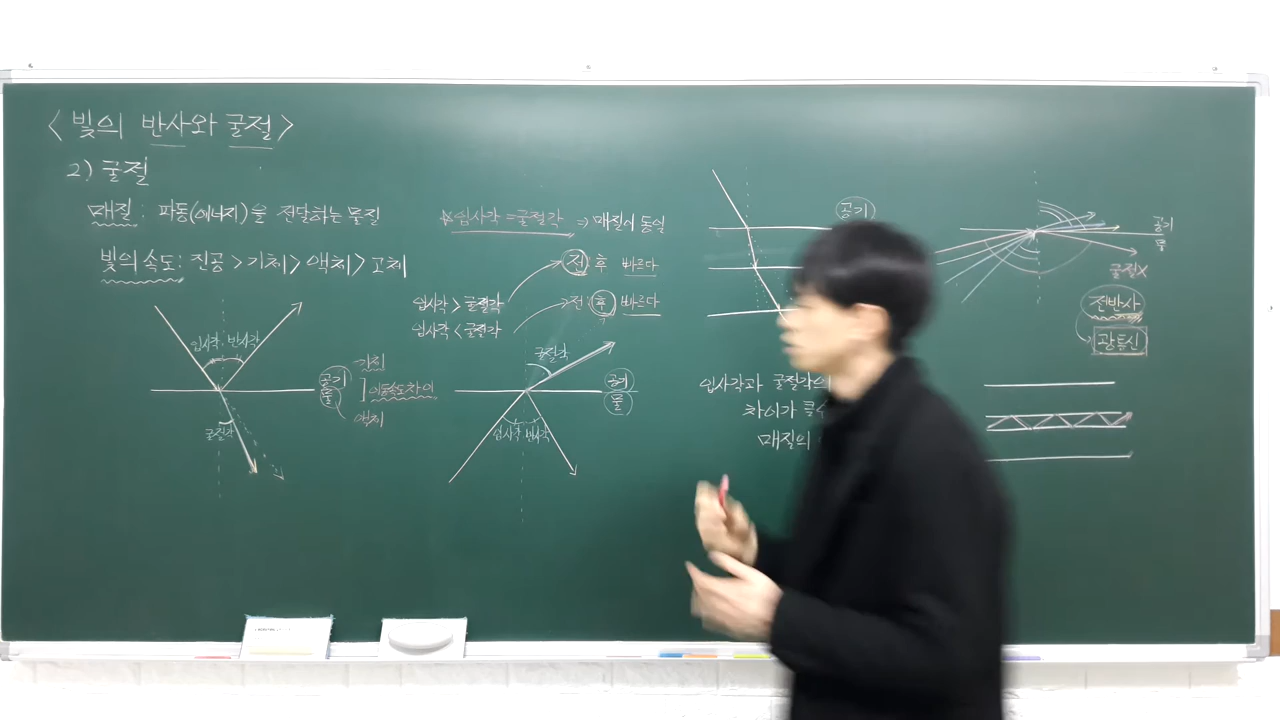 <빛의 반사와 굴절>
2) 굴절
매질: 파동(에너지)을 전달하는 물질
빛의 속도: 진공 > 기체 > 액체 > 고체
입사각 반사각
공기
물
기체
이동속도차이
액체
굴절각
※입사각 = 굴절각 ⇒ 매질이 동일
전: 후 빠르다
입사각 > 굴절각
전: 후 빠르다
입사각 < 굴절각
굴절각
공기
물
입사각 반사각
공기
입사각과 굴절각의
차이가 클수
매질의
공기
물
굴절X
전반사
광통신